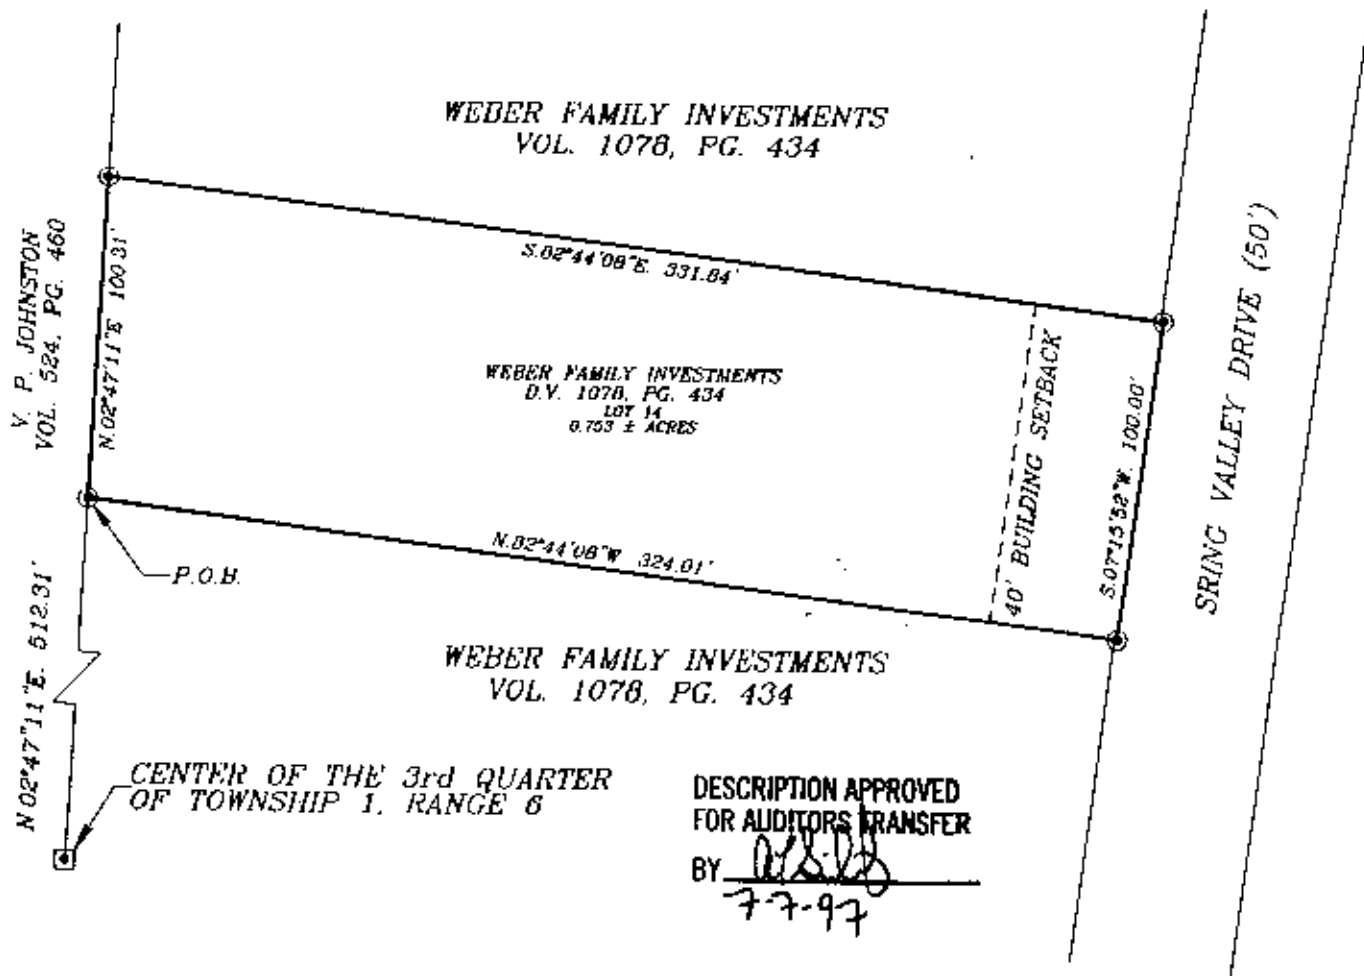 WEBER FAMILY INVESTMENTS
VOL. 1078, PG. 434
V. P. JOHNSTON
VOL. 524, PG. 460
N.02°47'11"E 100.31'
S.82°44'08"E. 331.84'
SRING VALLEY DRIVE (50')
WEBER FAMILY INVESTMENTS
D.V. 1078, PG. 434
LOT 14
0.753 ± ACRES
40' BUILDING SETBACK
S.07°15'52"W. 100.00'
N.82°44'08"W 324.01'
P.O.B.
N.02°47"11"E. 512.31'
WEBER FAMILY INVESTMENTS
VOL. 1078, PG. 434
CENTER OF THE 3rd QUARTER
OF TOWNSHIP 1, RANGE 6
DESCRIPTION APPROVED
FOR AUDITORS TRANSFER
BY
7-7-97